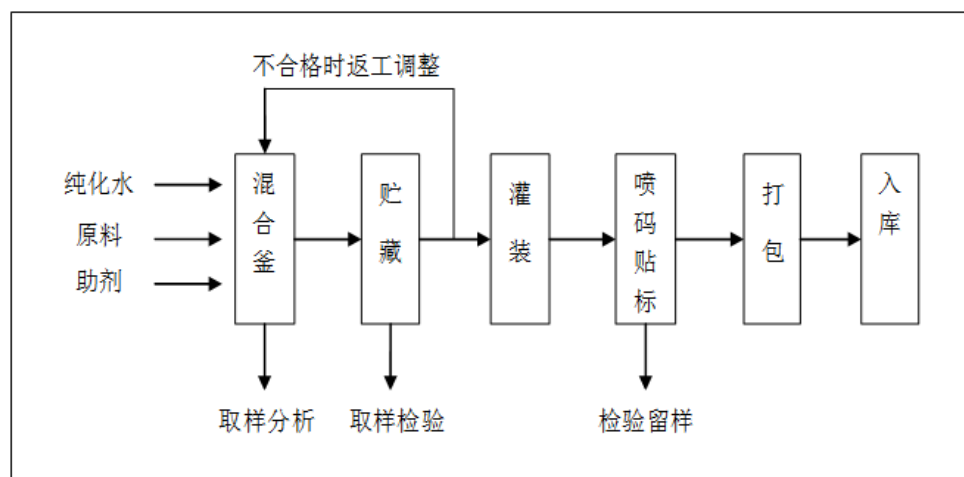 不合格时返工调整
纯化水
原料
助剂
混合釜
贮藏
灌装
喷码贴标
打包
入库
取样分析
取样检验
检验留样